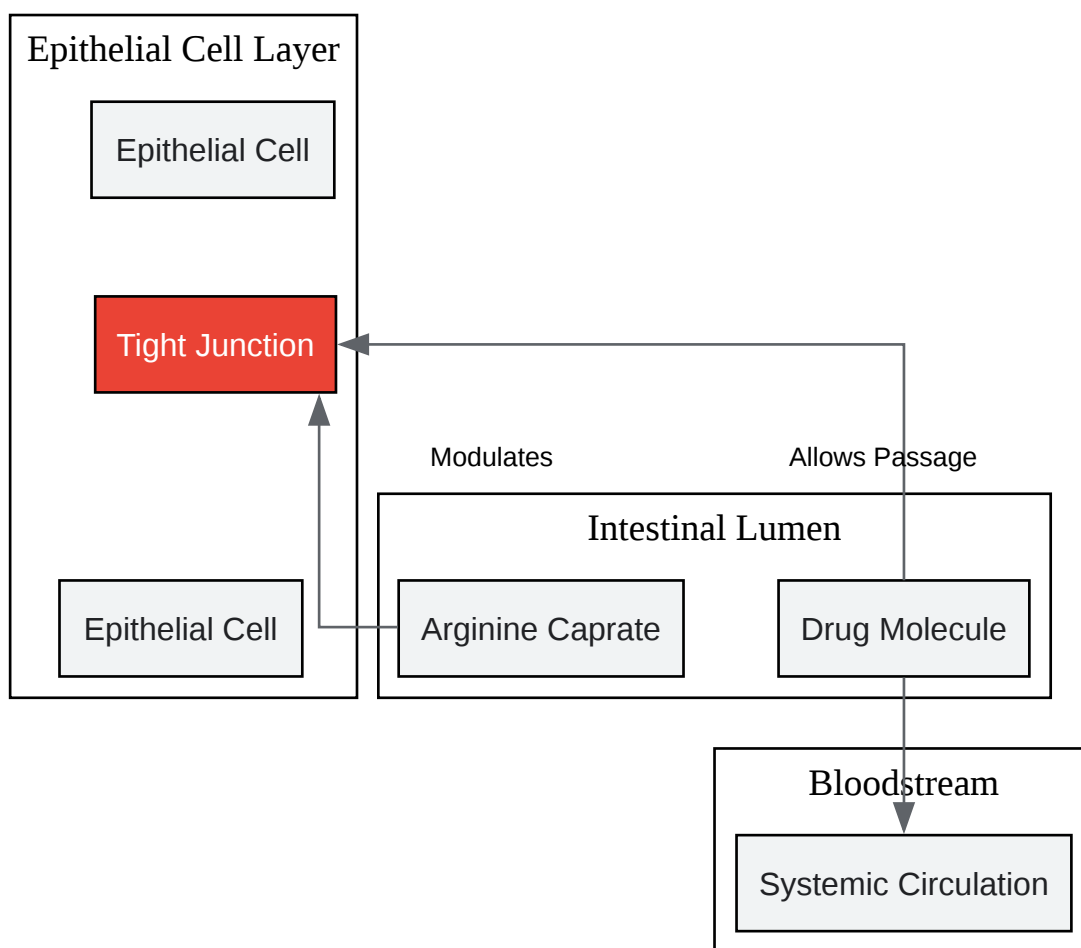 Epithelial Cell Layer
Epithelial Cell
Tight Junction
Modulates
Allows Passage
Intestinal Lumen
Epithelial Cell
Arginine Caprate
Drug Molecule
Bloodstream
Systemic Circulation